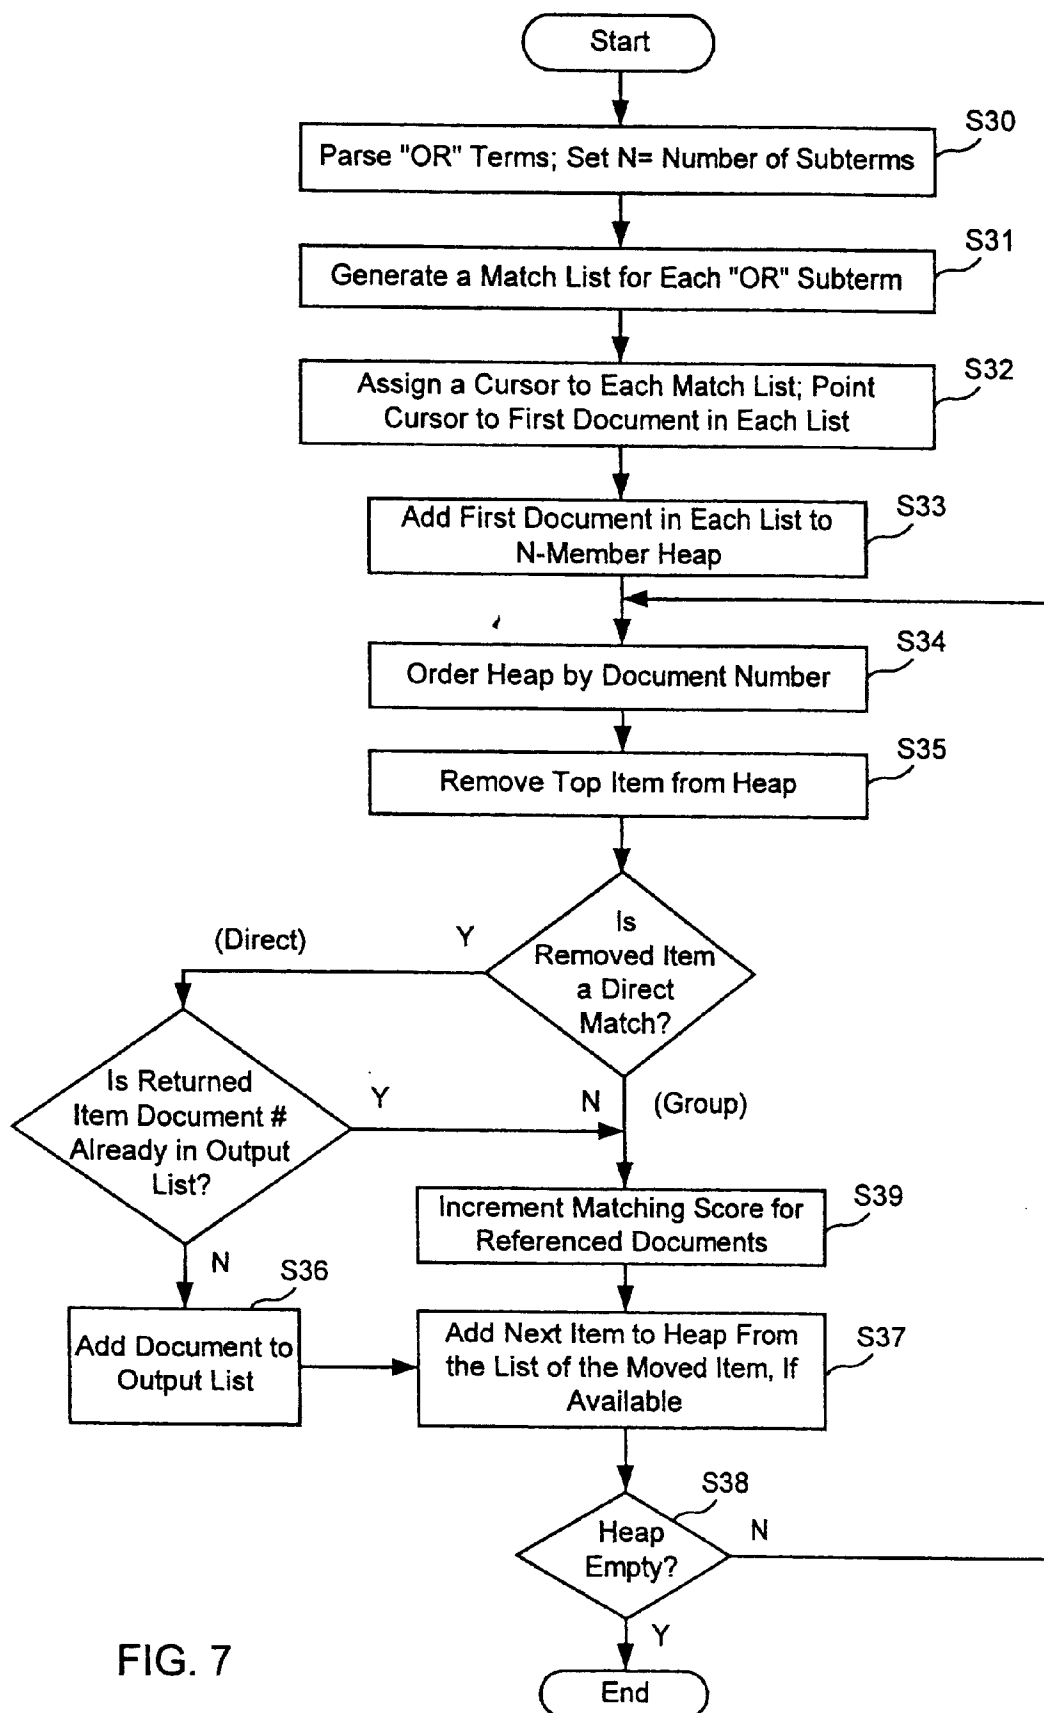 Start
S30
Parse "OR" Terms; Set N= Number of Subterms
S31
Generate a Match List for Each "OR" Subterm
S32
Assign a Cursor to Each Match List; Point
Cursor to First Document in Each List
S33
Add First Document in Each List to
N-Member Heap
S34
Order Heap by Document Number
S35
Remove Top Item from Heap
Is
Removed Item
a Direct
Match?
(Direct)
Y
Is Returned
Item Document #
Already in Output
List?
Y
N
(Group)
S39
Increment Matching Score for
Referenced Documents
N
S36
Add Document to
Output List
S37
Add Next Item to Heap From
the List of the Moved Item, If
Available
S38
Heap
Empty?
N
Y
End
FIG. 7